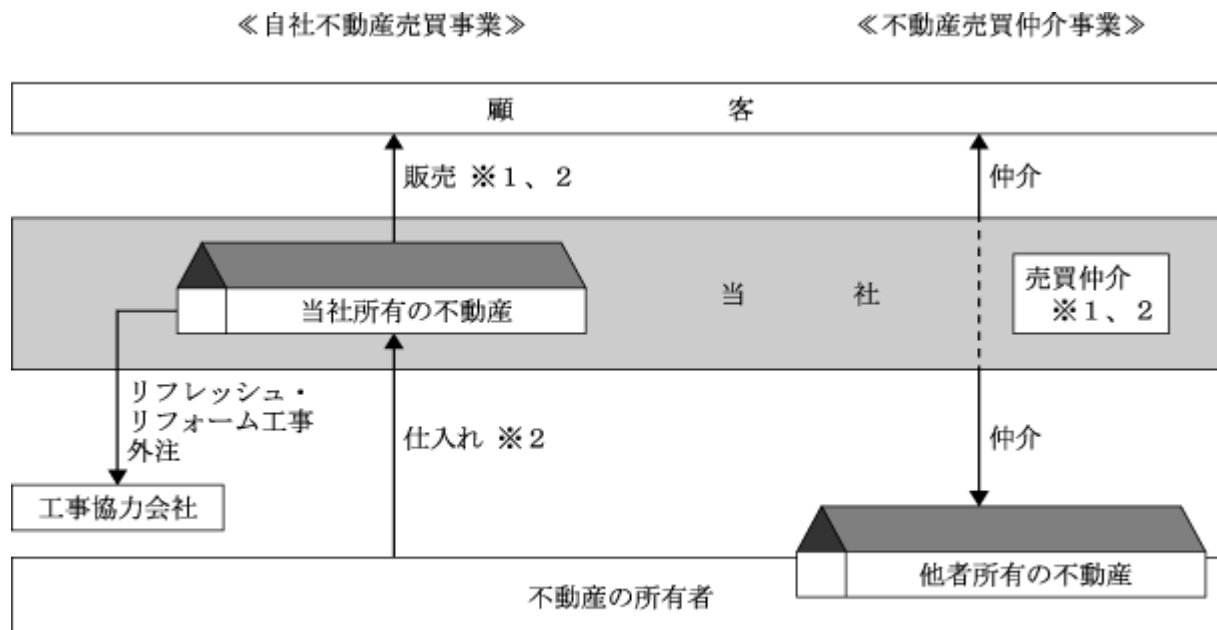 ≪自社不動産売買事業≫
≪不動産売買仲介事業≫
顧 客
販売 ※1、2
仲介
当社所有の不動産
当 社
売買仲介
※1、2
リフレッシュ・
リフォーム工事
外注
仕入れ ※2
仲介
工事協力会社
他者所有の不動産
不動産の所有者